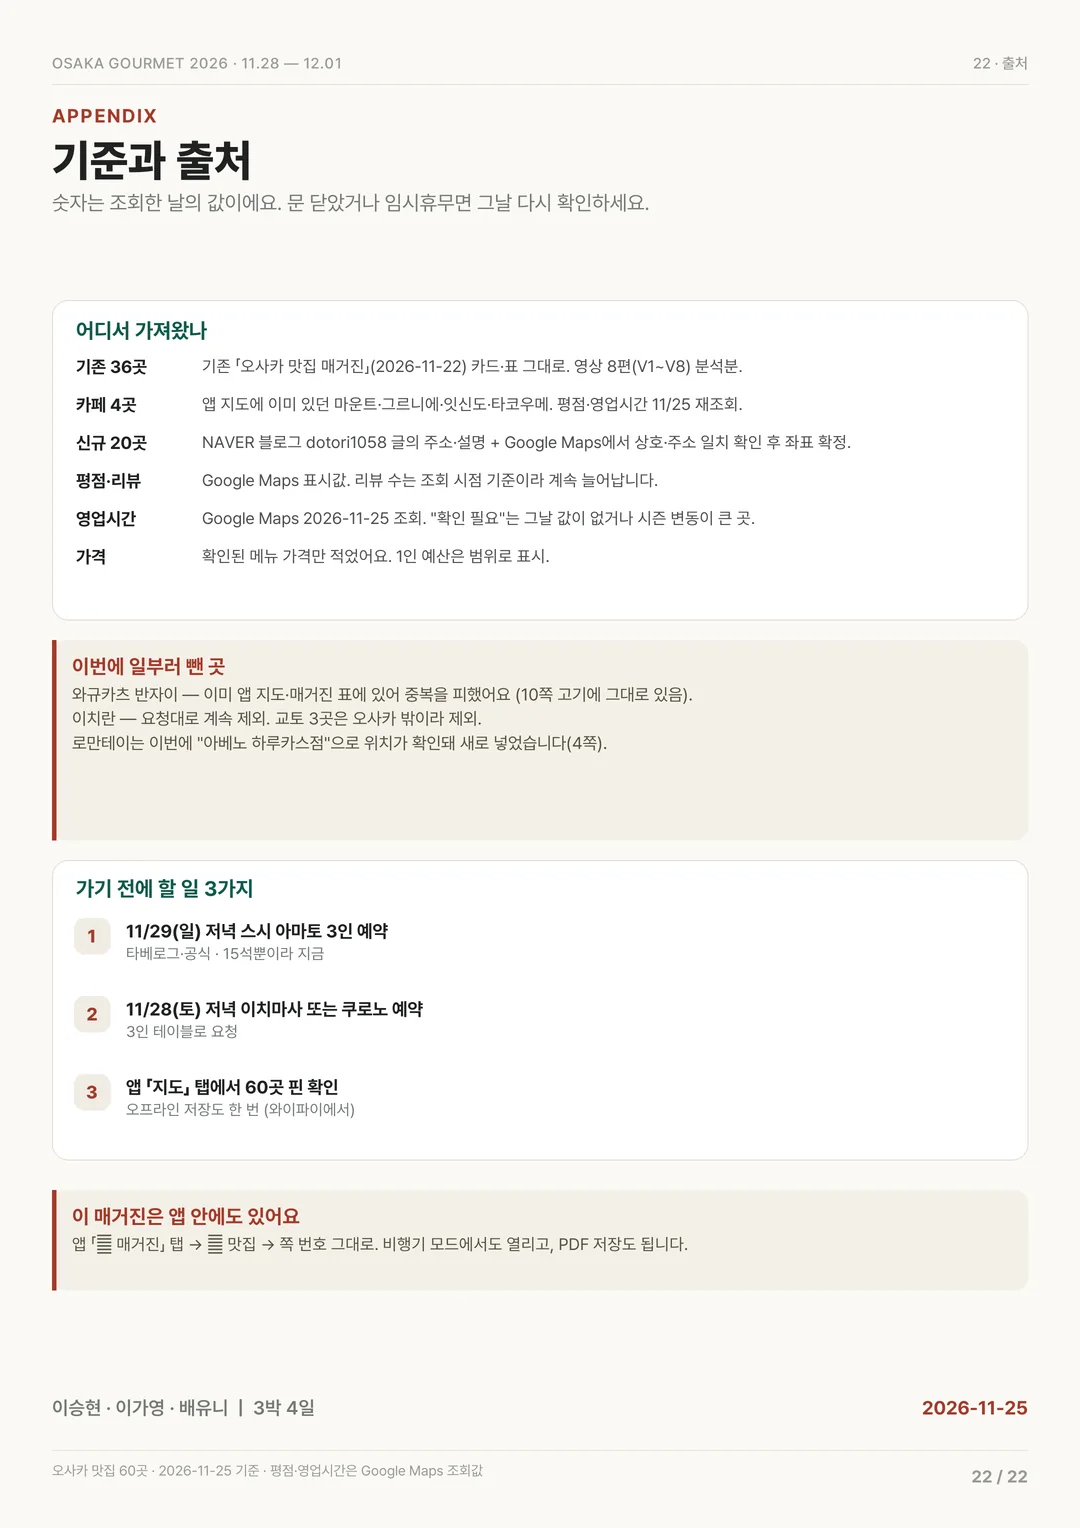 OSAKA GOURMET 2026 · 11.28 — 12.01
22 · 출처
APPENDIX
기준과 출처
숫자는 조회한 날의 값이에요. 문 닫았거나 임시휴무면 그날 다시 확인하세요.
어디서 가져왔나
기존 36곳 기존 「오사카 맛집 매거진」(2026-11-22) 카드·표 그대로. 영상 8편(V1~V8) 분석분.
카페 4곳 앱 지도에 이미 있던 마운트·그르니에·잇신도·타코우메. 평점·영업시간 11/25 재조회.
신규 20곳 NAVER 블로그 dotori1058 글의 주소·설명 + Google Maps에서 상호·주소 일치 확인 후 좌표 확정.
평점·리뷰 Google Maps 표시값. 리뷰 수는 조회 시점 기준이라 계속 늘어납니다.
영업시간 Google Maps 2026-11-25 조회. "확인 필요"는 그날 값이 없거나 시즌 변동이 큰 곳.
가격 확인된 메뉴 가격만 적었어요. 1인 예산은 범위로 표시.
이번에 일부러 뺀 곳
와규카츠 반자이 — 이미 앱 지도·매거진 표에 있어 중복을 피했어요 (10쪽 고기에 그대로 있음).
이치란 — 요청대로 계속 제외. 교토 3곳은 오사카 밖이라 제외.
로만테이는 이번에 "아베노 하루카스점"으로 위치가 확인돼 새로 넣었습니다(4쪽).
가기 전에 할 일 3가지
1 11/29(일) 저녁 스시 아마토 3인 예약
타베로그·공식 · 15석뿐이라 지금
2 11/28(토) 저녁 이치마사 또는 쿠로노 예약
3인 테이블로 요청
3 앱 「지도」 탭에서 60곳 핀 확인
오프라인 저장도 한 번 (와이파이에서)
이 매거진은 앱 안에도 있어요
앱 「매거진」 탭 → 맛집 → 쪽 번호 그대로. 비행기 모드에서도 열리고, PDF 저장도 됩니다.
이승현 · 이가영 · 배유니 | 3박 4일
2026-11-25
오사카 맛집 60곳 · 2026-11-25 기준 · 평점·영업시간은 Google Maps 조회값
22 / 22